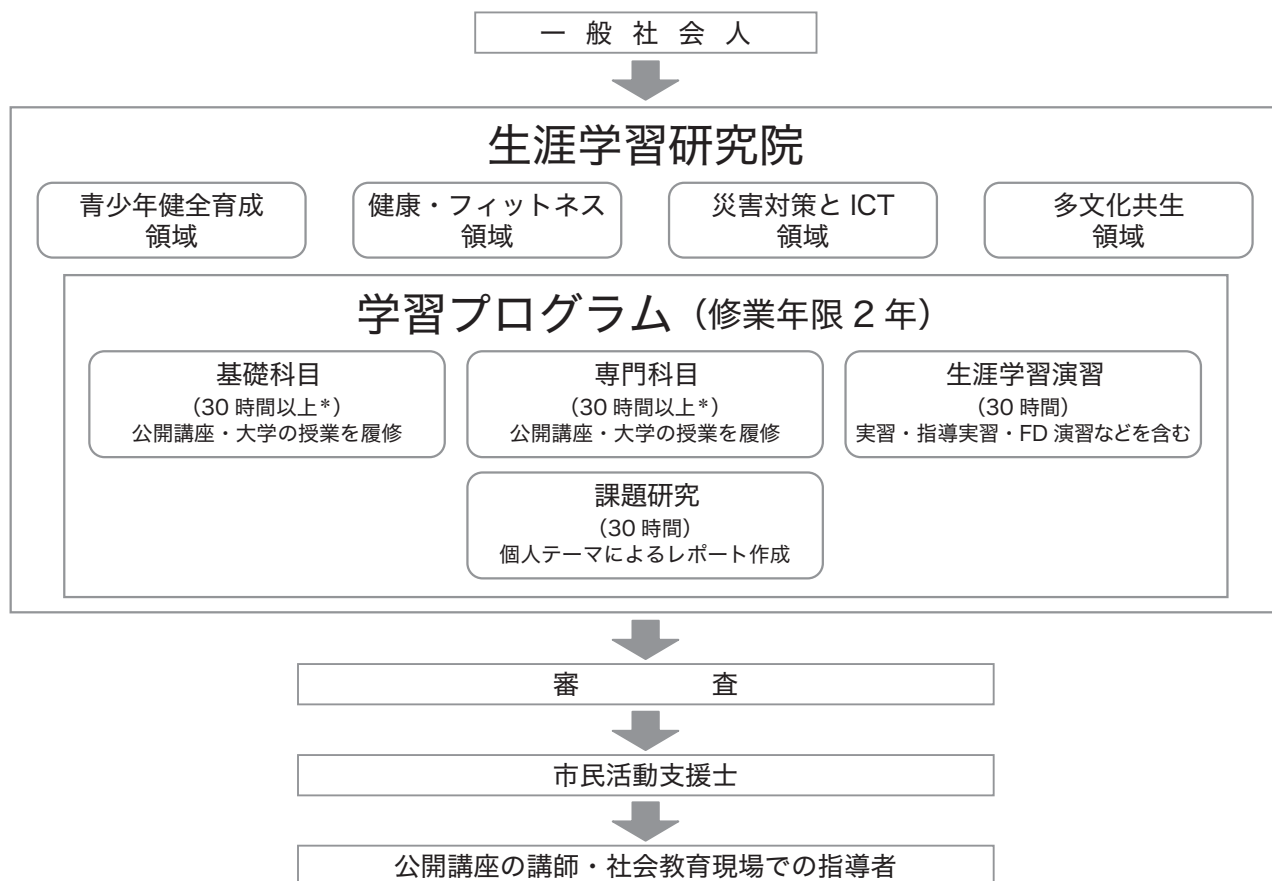 一般社会人
生涯学習研究院
青少年健全育成
領域
健康・フィットネス
領域
災害対策と ICT
領域
多文化共生
領域
学習プログラム（修業年限 2 年）
基礎科目
（30 時間以上*）
公開講座・大学の授業を履修
専門科目
（30 時間以上*）
公開講座・大学の授業を履修
生涯学習演習
（30 時間）
実習・指導実習・FD 演習などを含む
課題研究
（30 時間）
個人テーマによるレポート作成
審査
市民活動支援士
公開講座の講師・社会教育現場での指導者